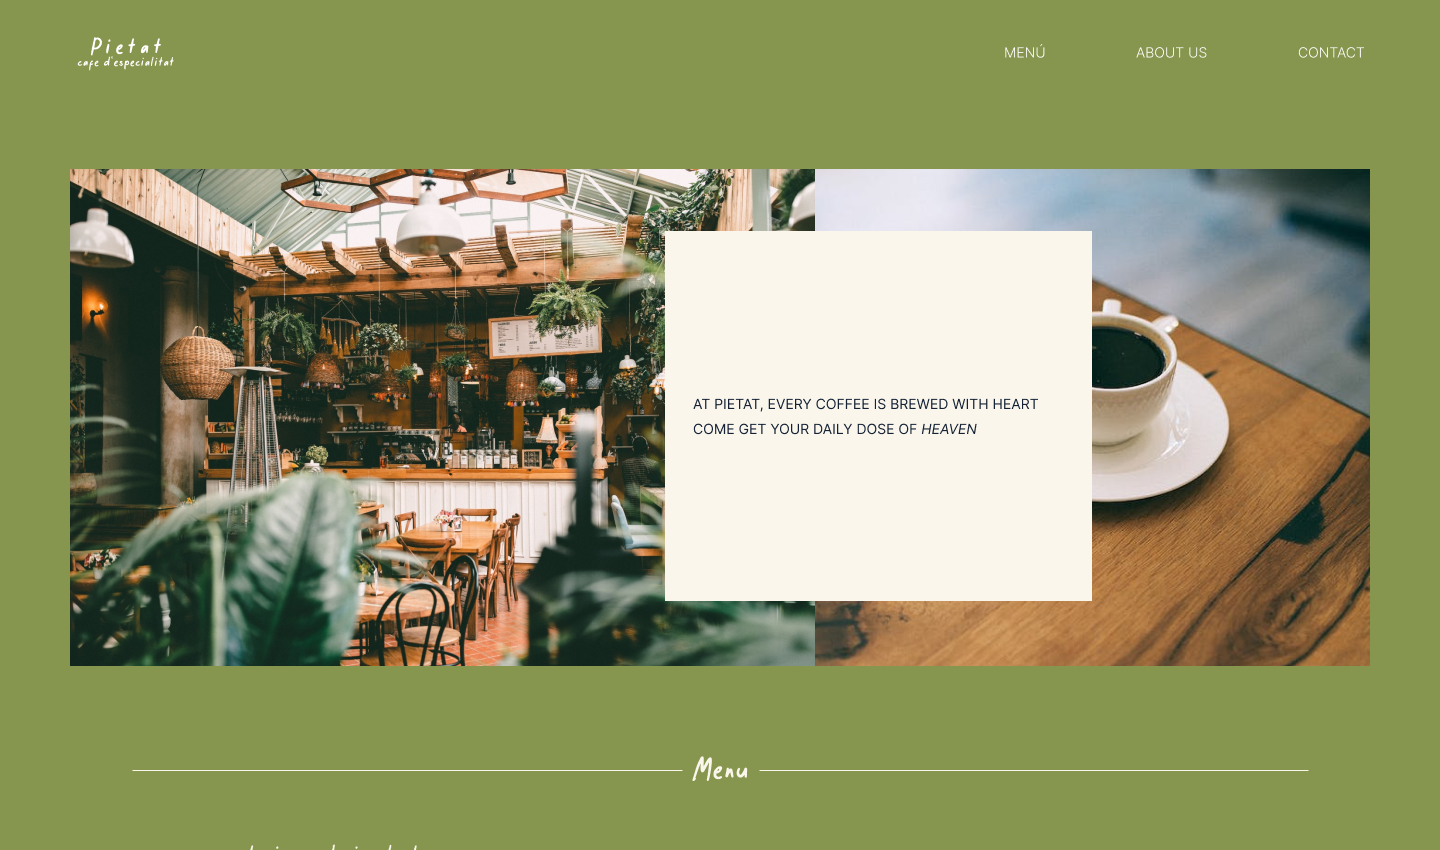 Pietat
cafe d'especialitat
MENÚ
ABOUT US
CONTACT
AT PIETAT, EVERY COFFEE IS BREWED WITH HEART
COME GET YOUR DAILY DOSE OF HEAVEN
Menu